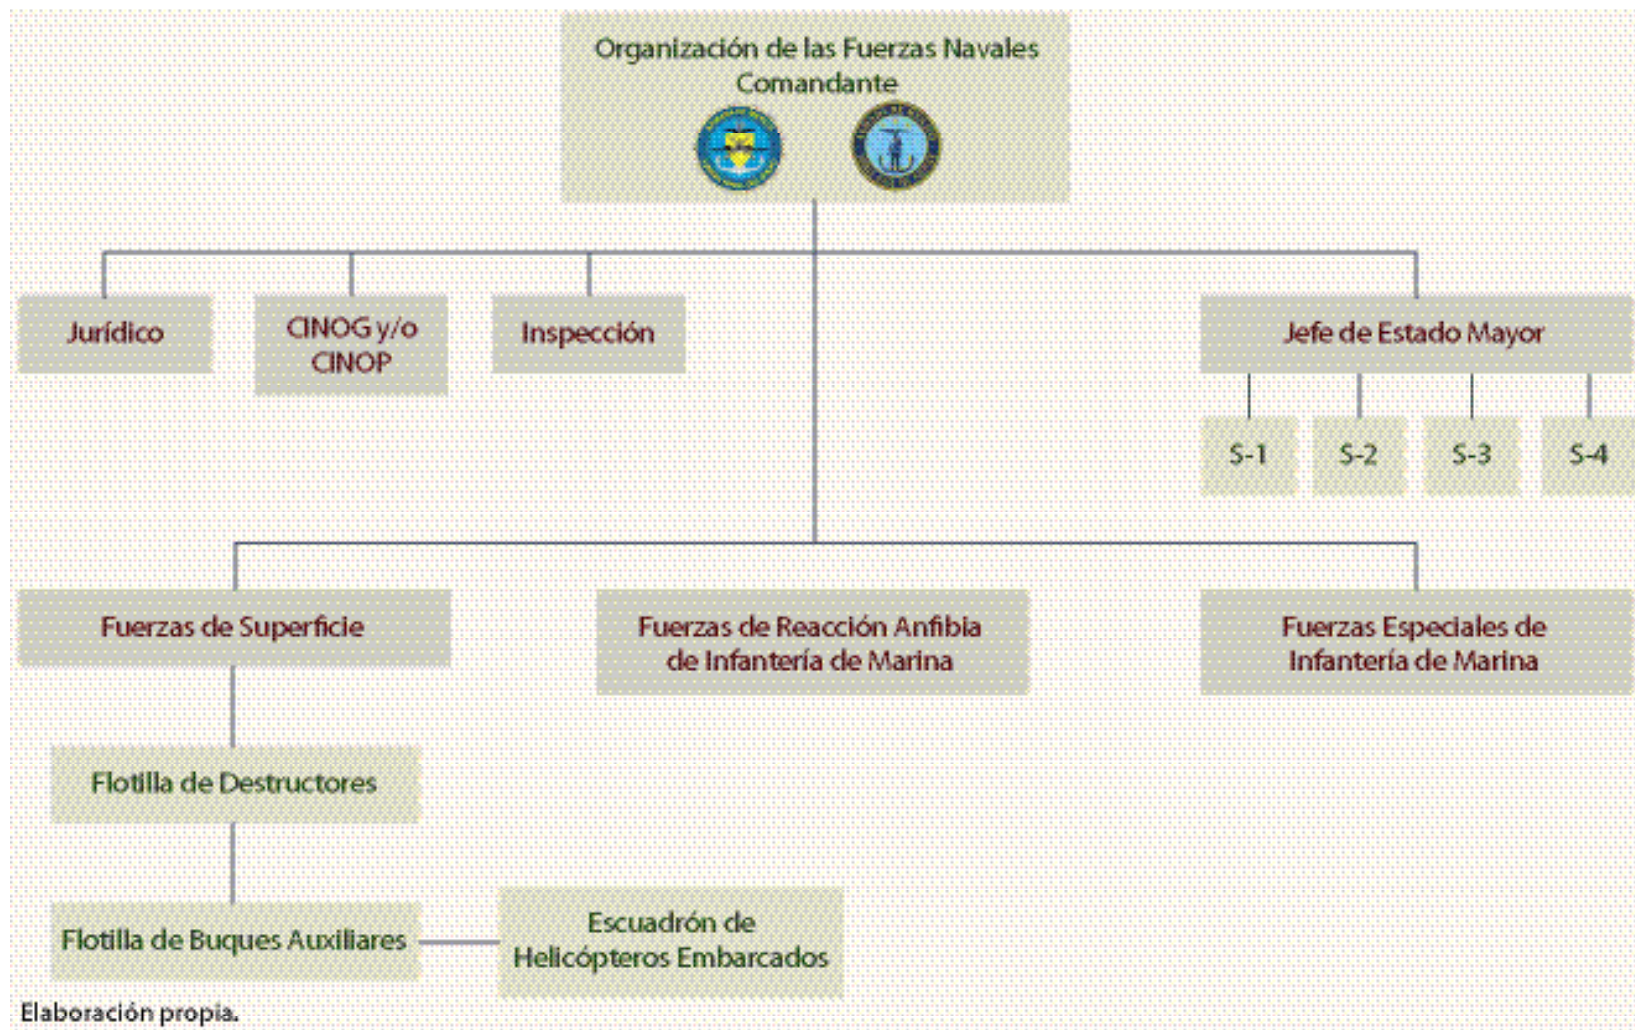 Organización de las Fuerzas Navales
Comandante
Jurídico
CINOG y/o
CINOP
Inspección
Jefe de Estado Mayor
S-1
S-2
S-3
S-4
Fuerzas de Superficie
Fuerzas de Reacción Anfibia
de Infantería de Marina
Fuerzas Especiales de
Infantería de Marina
Flotilla de Destructores
Flotilla de Buques Auxiliares
Escuadrón de
Helicópteros Embarcados
Elaboración propia.